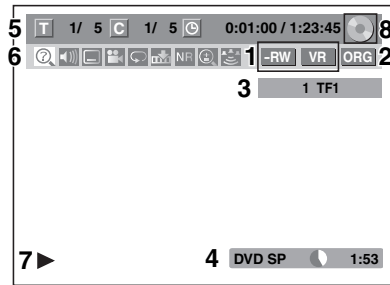 5 T 1/ 5 C 1/ 5 0:01:00 / 1:23:45 8
6 NR 1 -RW VR ORG 2
3 1 TF1
7 4 DVD SP 1:53